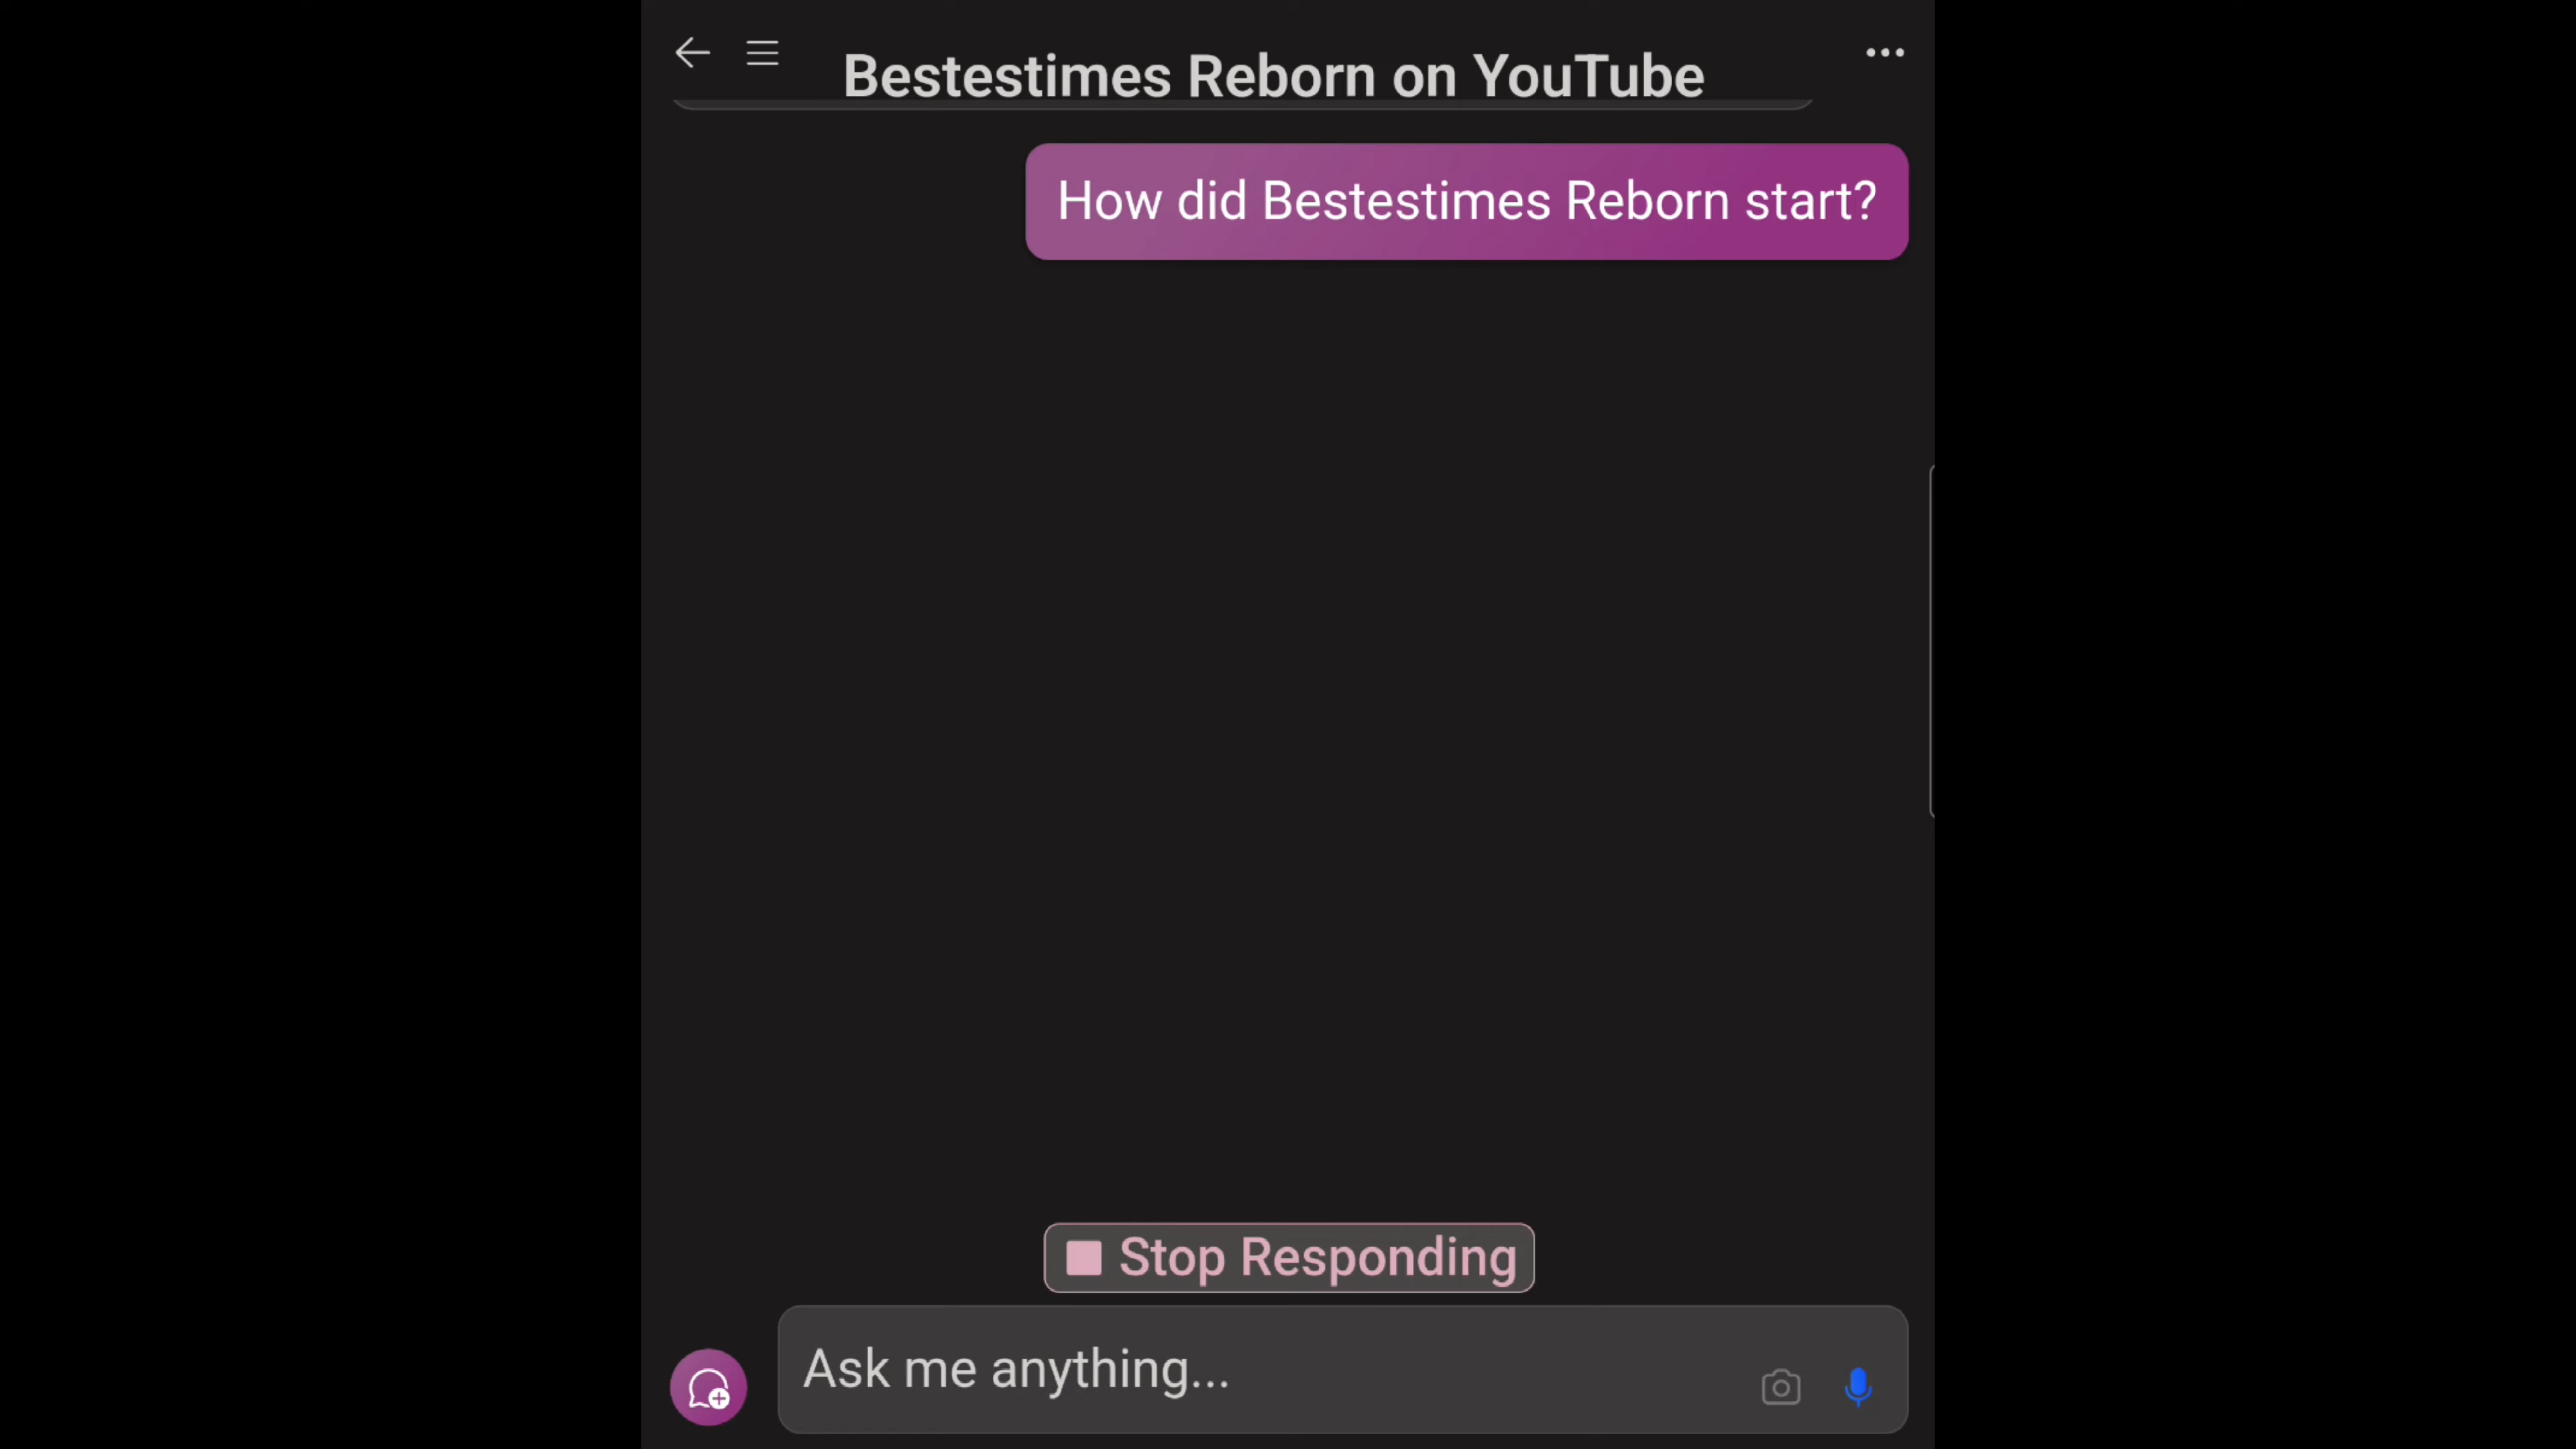 Bestestimes Reborn on YouTube
How did Bestestimes Reborn start?
Stop Responding
Ask me anything...